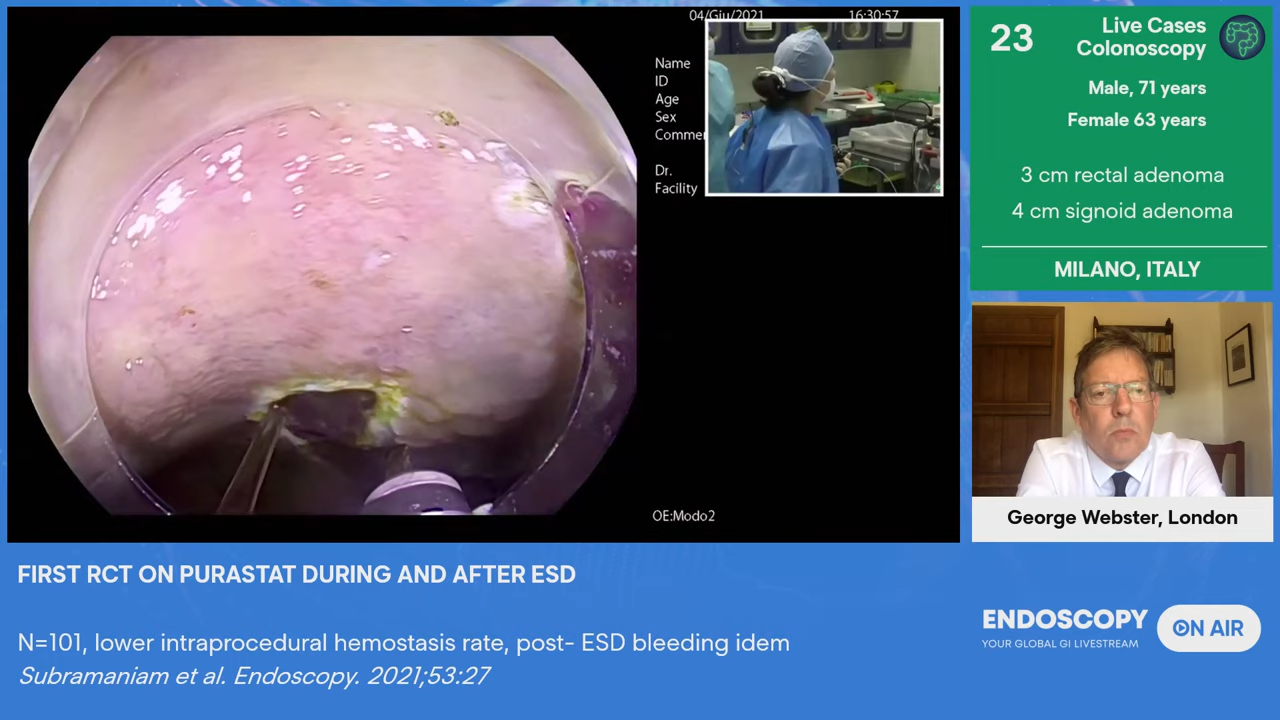 04/Giu/2021 16:30:57
Name
ID
Age
Sex
Comme
Dr.
Facility
OE:Modo2
23
Live Cases
Colonoscopy
Male, 71 years
Female 63 years
3 cm rectal adenoma
4 cm signoid adenoma
MILANO, ITALY
George Webster, London
FIRST RCT ON PURASTAT DURING AND AFTER ESD
N=101, lower intraprocedural hemostasis rate, post- ESD bleeding idem
Subramaniam et al. Endoscopy. 2021;53:27
ENDOSCOPY
YOUR GLOBAL GI LIVESTREAM
ON AIR